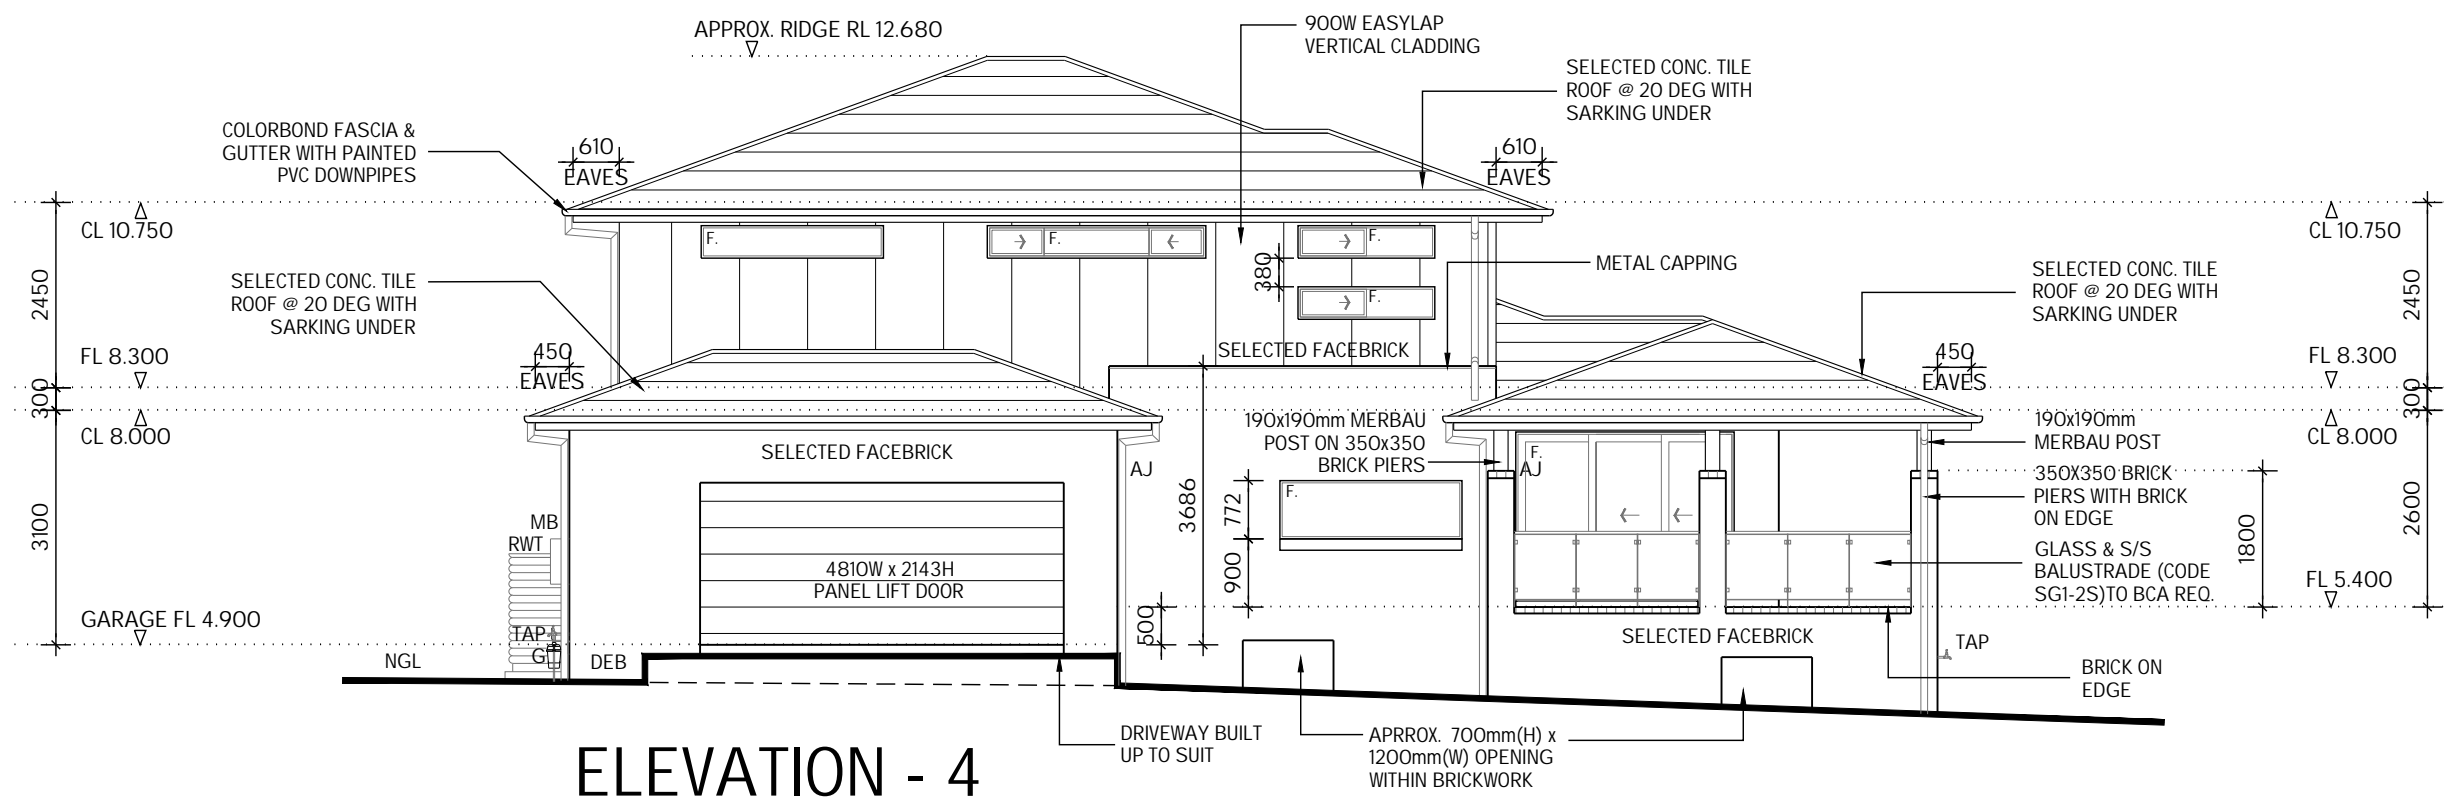 APPROX. RIDGE RL 12.680
900W EASYLAP
VERTICAL CLADDING
SELECTED CONC. TILE
ROOF @ 20 DEG WITH
SARKING UNDER
COLORBOND FASCIA &
GUTTER WITH PAINTED
PVC DOWNPIPES
610
EAVES
610
EAVES
CL 10.750
CL 10.750
2450
2450
F.
F.
F.
380
F.
METAL CAPPING
SELECTED CONC. TILE
ROOF @ 20 DEG WITH
SARKING UNDER
SELECTED CONC. TILE
ROOF @ 20 DEG WITH
SARKING UNDER
SELECTED FACEBRICK
FL 8.300
450
EAVES
450
EAVES
FL 8.300
300
300
CL 8.000
CL 8.000
190x190mm MERBAU
POST ON 350x350
BRICK PIERS
190x190mm
MERBAU POST
SELECTED FACEBRICK
AJ
F.
AJ
350X350 BRICK
PIERS WITH BRICK
ON EDGE
F.
772
3686
3100
1800
2600
MB
RWT
4810W x 2143H
PANEL LIFT DOOR
900
GLASS & S/S
BALUSTRADE (CODE
SG1-2S)TO BCA REQ.
FL 5.400
GARAGE FL 4.900
500
TAP
G
SELECTED FACEBRICK
TAP
NGL
DEB
BRICK ON
EDGE
DRIVEWAY BUILT
UP TO SUIT
APRROX. 700mm(H) x
1200mm(W) OPENING
WITHIN BRICKWORK
ELEVATION - 4